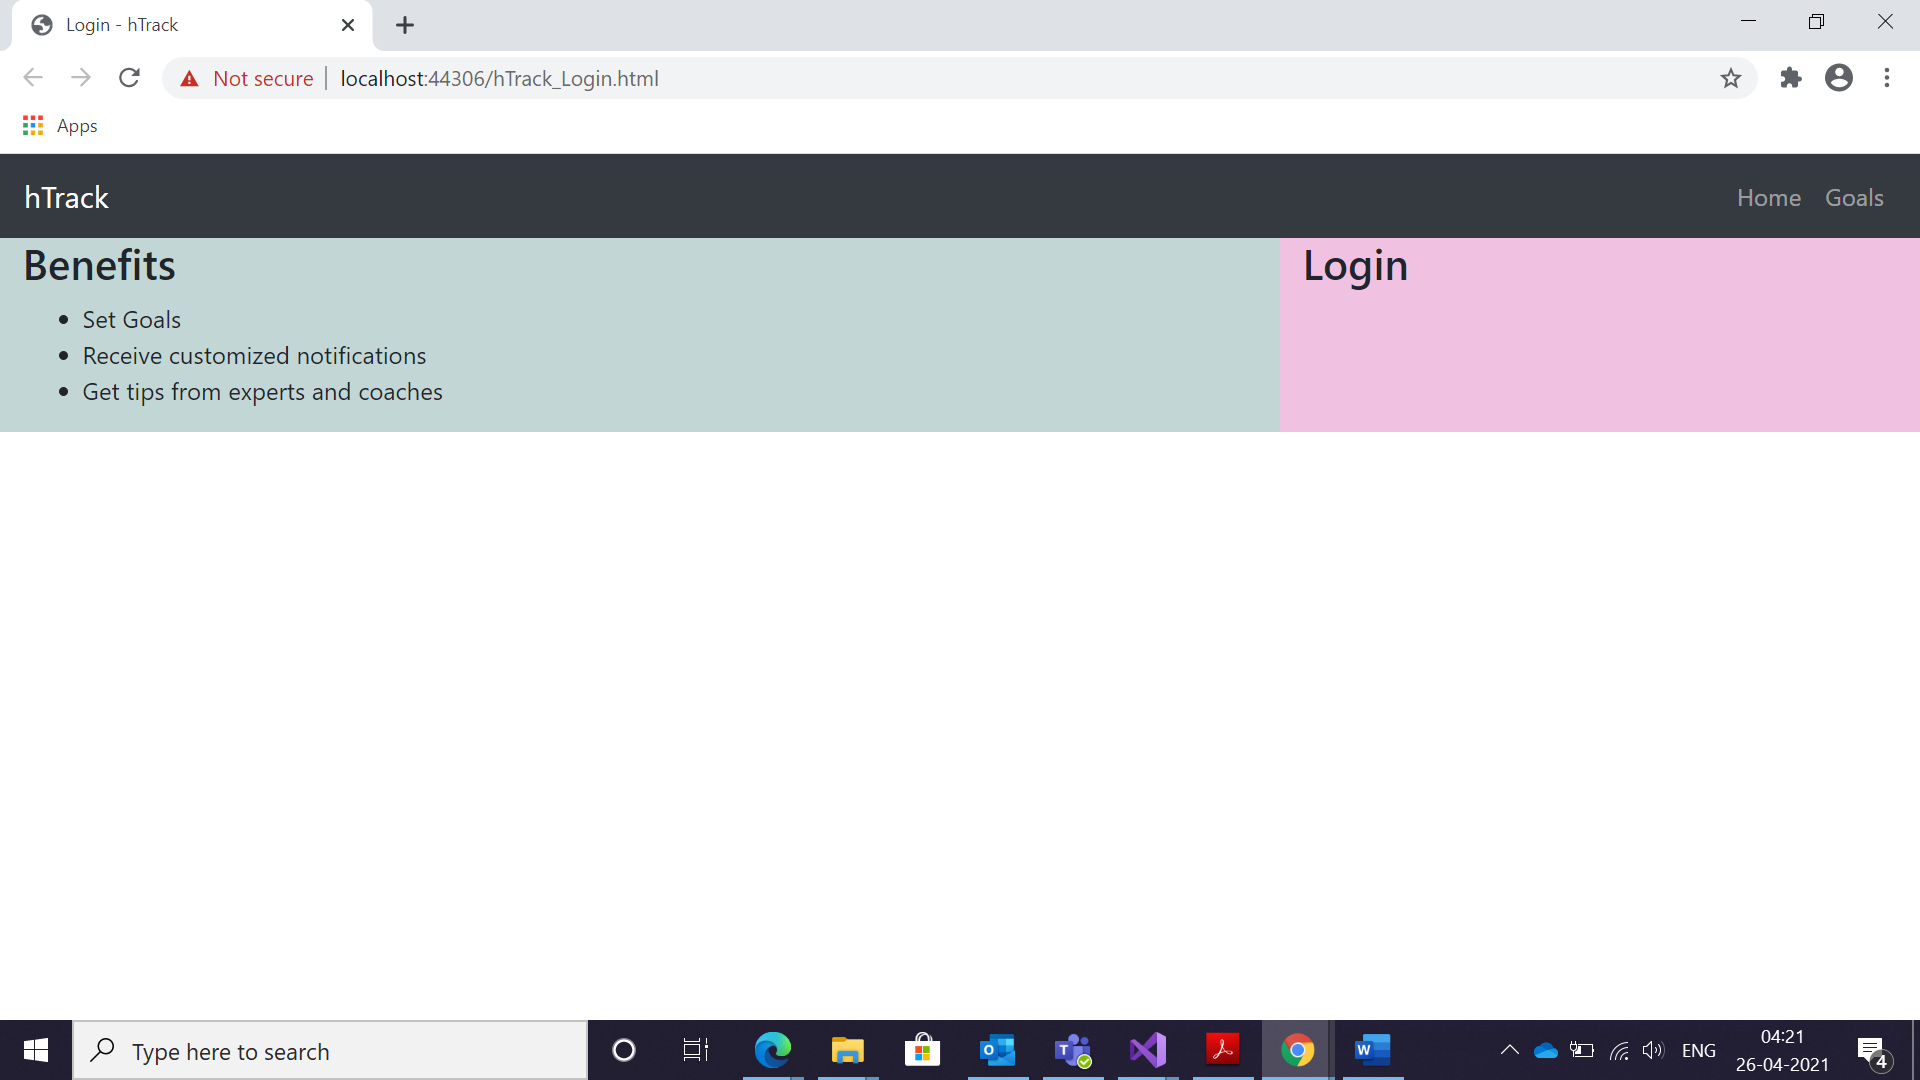 Login - hTrack
Not secure localhost:44306/hTrack_Login.html
Apps
hTrack
Home Goals
Benefits
• Set Goals
• Receive customized notifications
• Get tips from experts and coaches
Login
Type here to search
ENG
04:21
26-04-2021
4